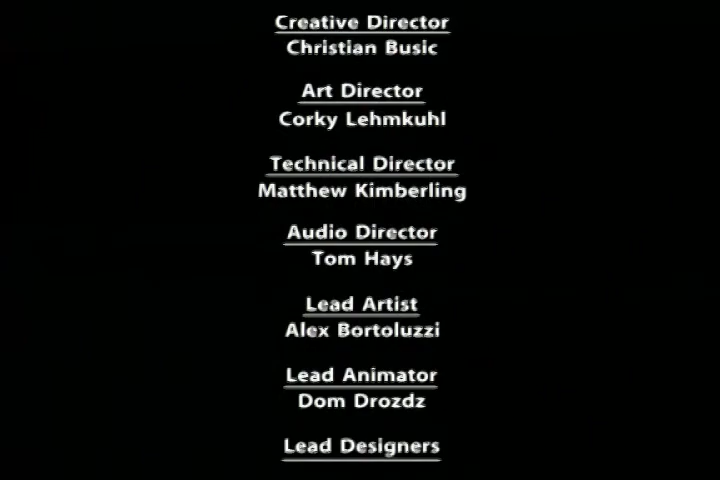 Creative Director
Christian Busic
Art Director
Corky Lehmkuhl
Technical Director
Matthew Kimberling
Audio Director
Tom Hays
Lead Artist
Alex Bortoluzzi
Lead Animator
Dom Drozdz
Lead Designers